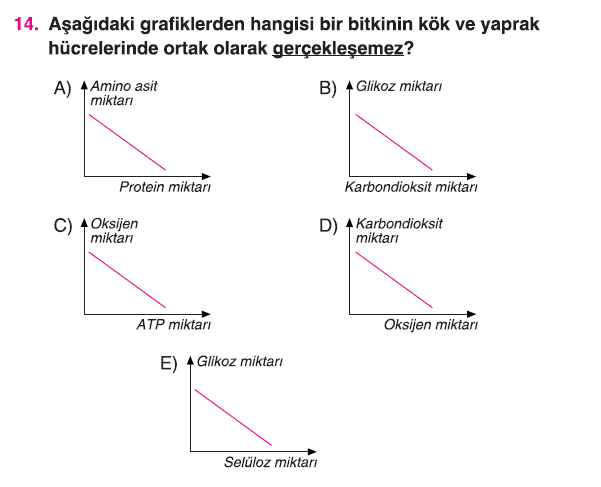 14. Aşağıdaki grafiklerden hangisi bir bitkinin kök ve yaprak
hücrelerinde ortak olarak gerçekleşemez?
A) Amino asit
miktarı
Protein miktarı
B) Glikoz miktarı
Karbondioksit miktarı
C) Oksijen
miktarı
ATP miktarı
D) Karbondioksit
miktarı
Oksijen miktarı
E) Glikoz miktarı
Selüloz miktarı